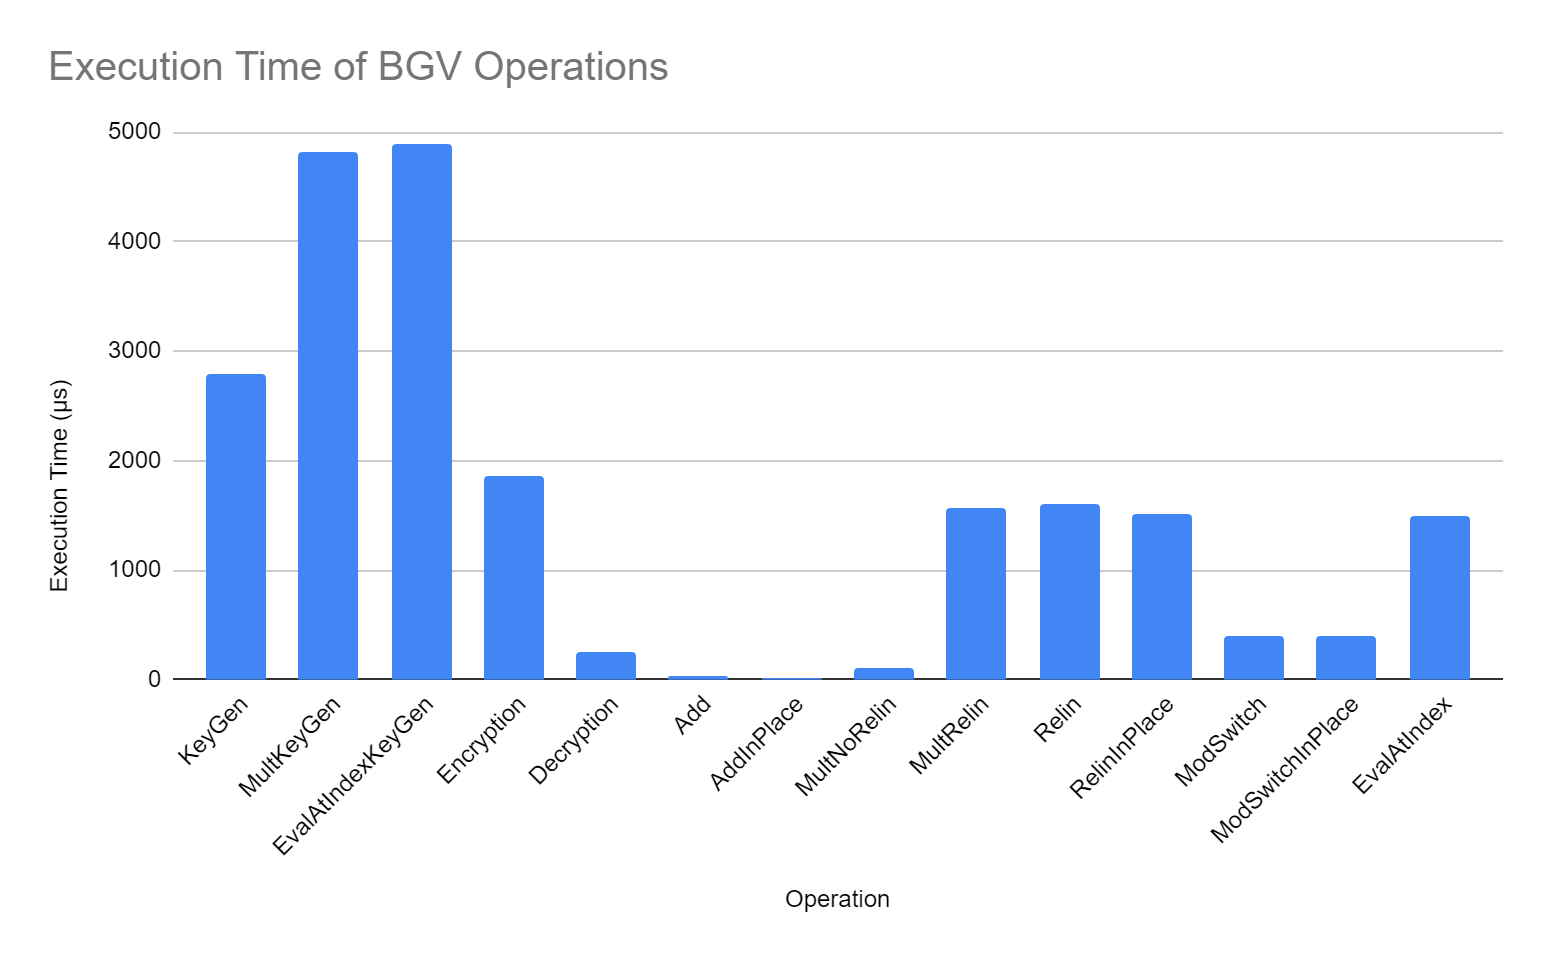 Execution Time of BGV Operations
5000
4000
3000
2000
1000
0
Execution Time (μs)
KeyGen
MultKeyGen
EvalAtIndexKeyGen
Encryption
Decryption
Add
AddInPlace
MultNoRelin
MultRelin
Relin
RelinInPlace
ModSwitch
ModSwitchInPlace
EvalAtIndex
Operation